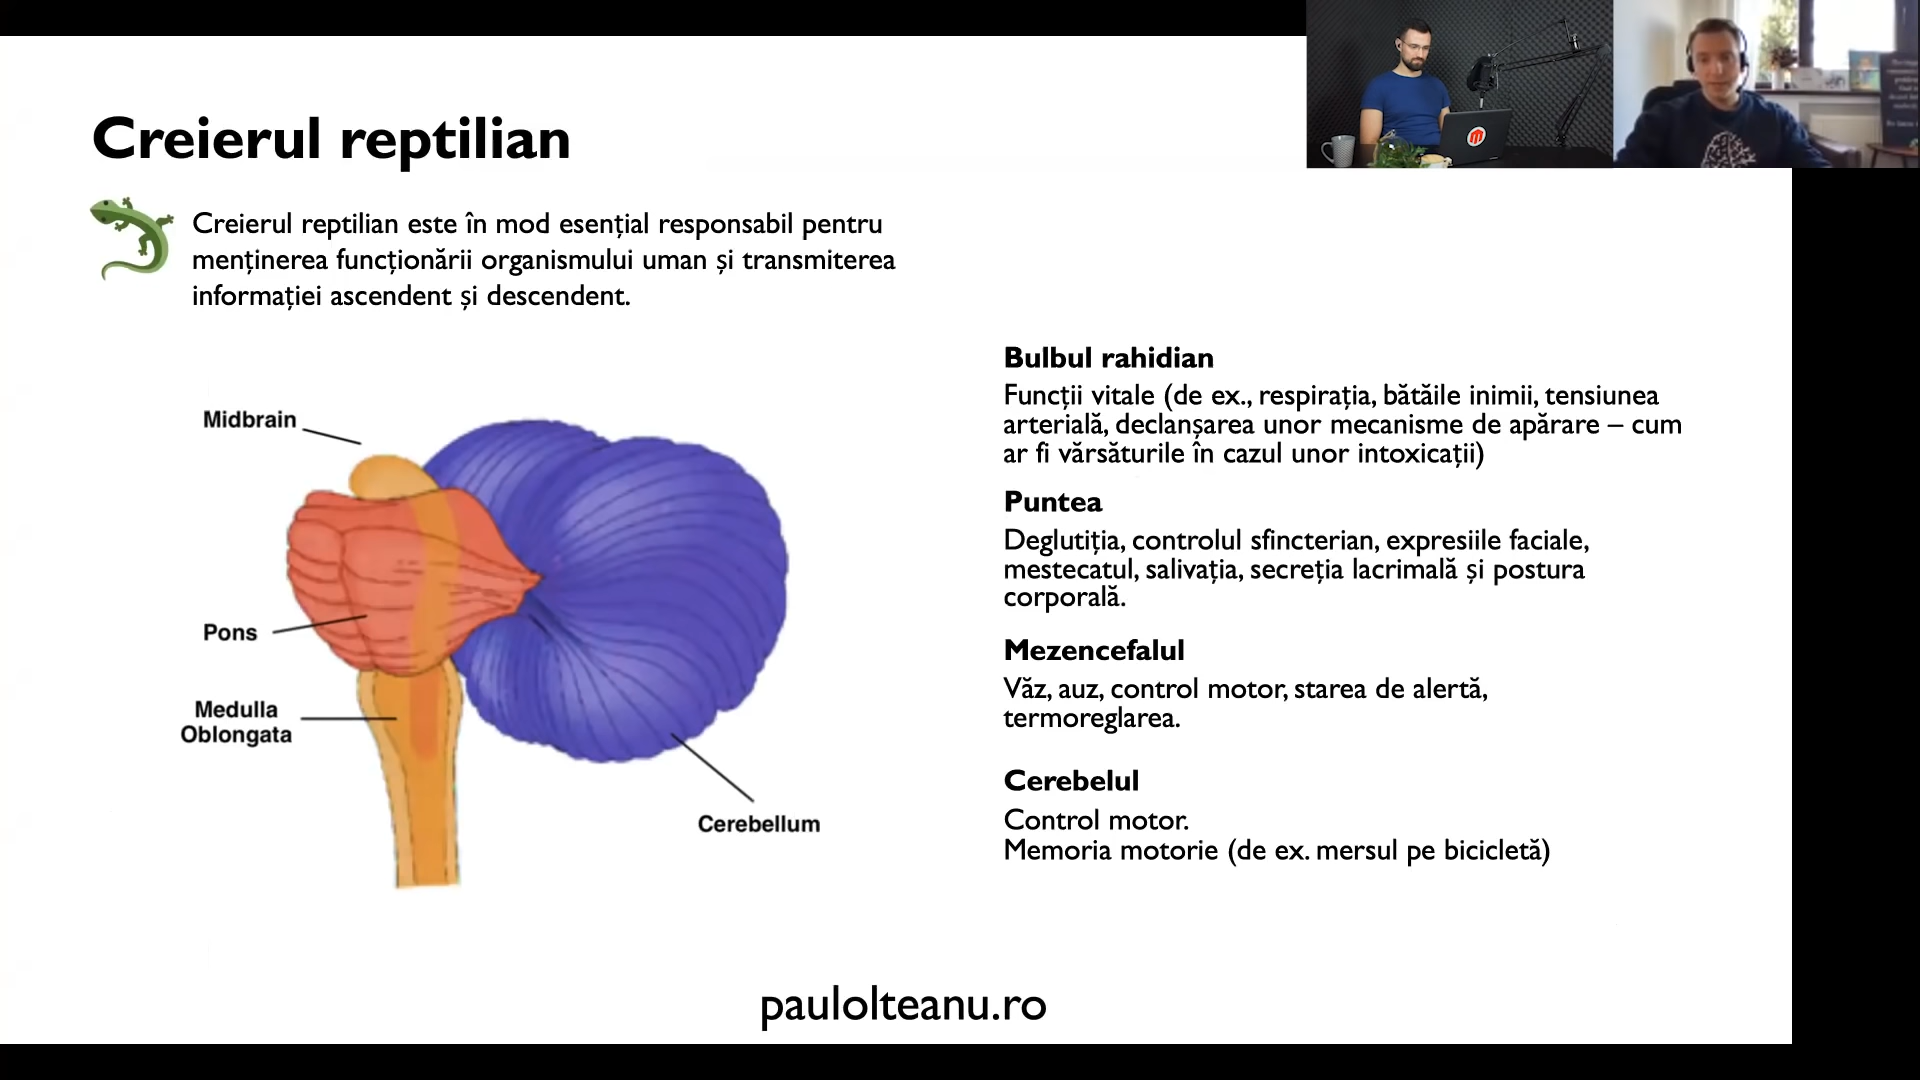 Creierul reptilian
Creierul reptilian este în mod esențial responsabil pentru
menținerea funcționării organismului uman și transmiterea
informației ascendent și descendent.
Midbrain
Pons
Medulla
Oblongata
Cerebellum
Bulbul rahidian
Funcții vitale (de ex., respirația, bătăile inimii, tensiunea
arterială, declanșarea unor mecanisme de apărare – cum
ar fi vărsăturile în cazul unor intoxicații)
Puntea
Deglutiția, controlul sfincterian, expresiile faciale,
mestecatul, salivația, secreția lacrimală și postura
corporală.
Mezencefalul
Văz, auz, control motor, starea de alertă,
termoreglarea.
Cerebelul
Control motor.
Memoria motorie (de ex. mersul pe bicicletă)
paulolteanu.ro